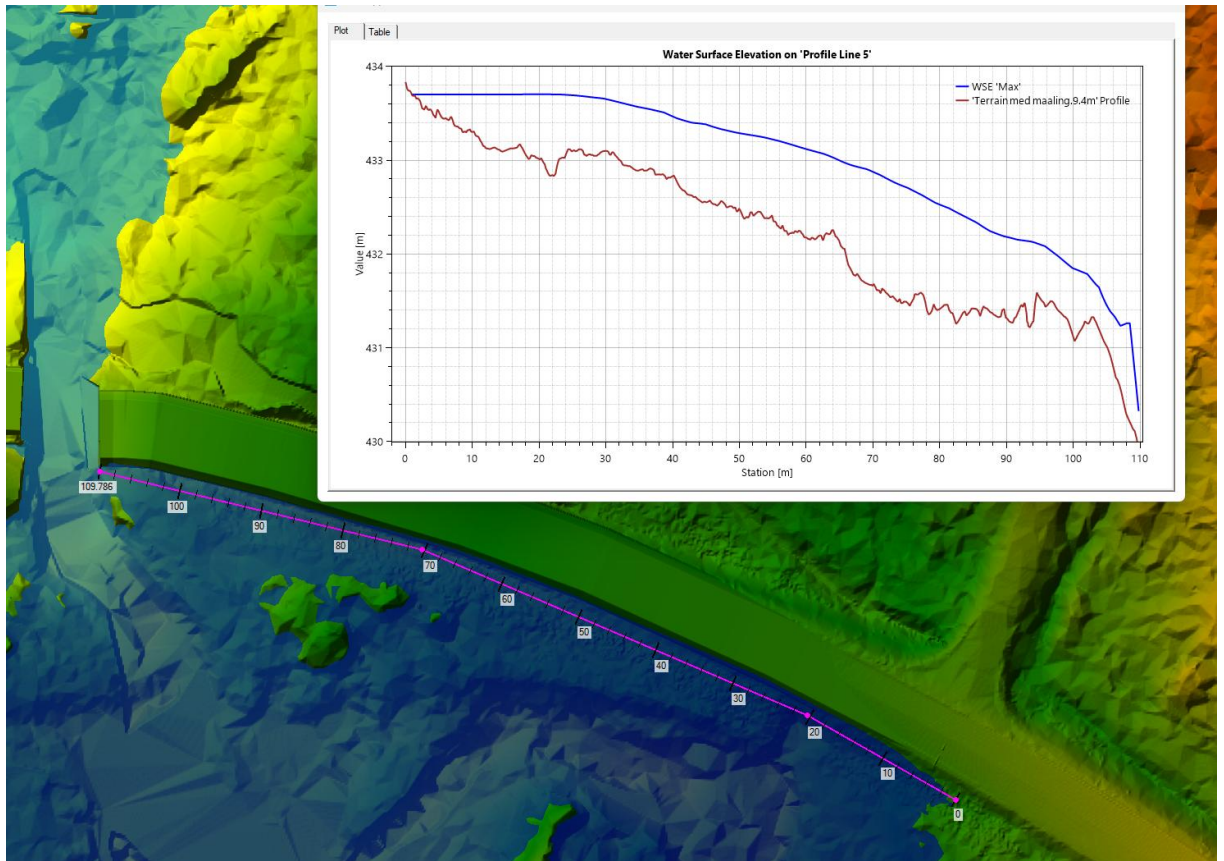 Plot Table
Water Surface Elevation on 'Profile Line 5'
WSE 'Max'
'Terrain med maaling.9.4m' Profile
434
433
432
431
430
Value [m]
0 10 20 30 40 50 60 70 80 90 100 110
Station [m]
109.786
100
90
80
70
60
50
40
30
20
10
0